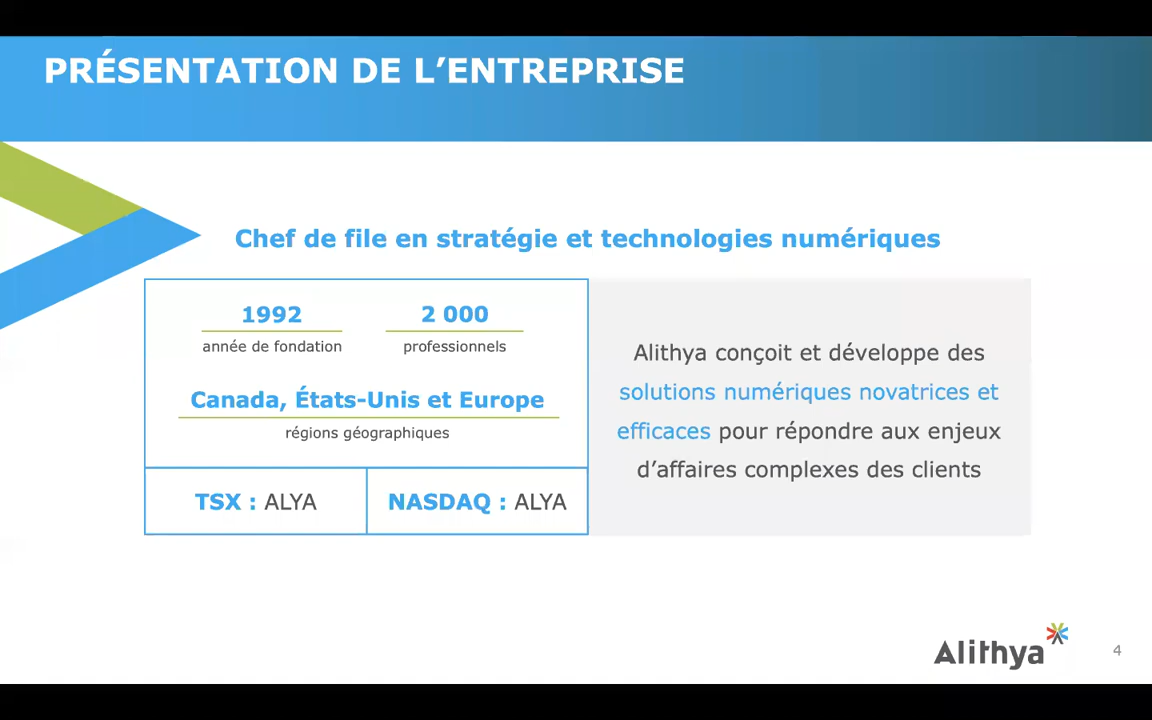 PRÉSENTATION DE L’ENTREPRISE
Chef de file en stratégie et technologies numériques
1992
année de fondation
2 000
professionnels
Canada, États-Unis et Europe
régions géographiques
TSX : ALYA
NASDAQ : ALYA
Alithya conçoit et développe des
solutions numériques novatrices et
efficaces pour répondre aux enjeux
d’affaires complexes des clients
Alithya
4